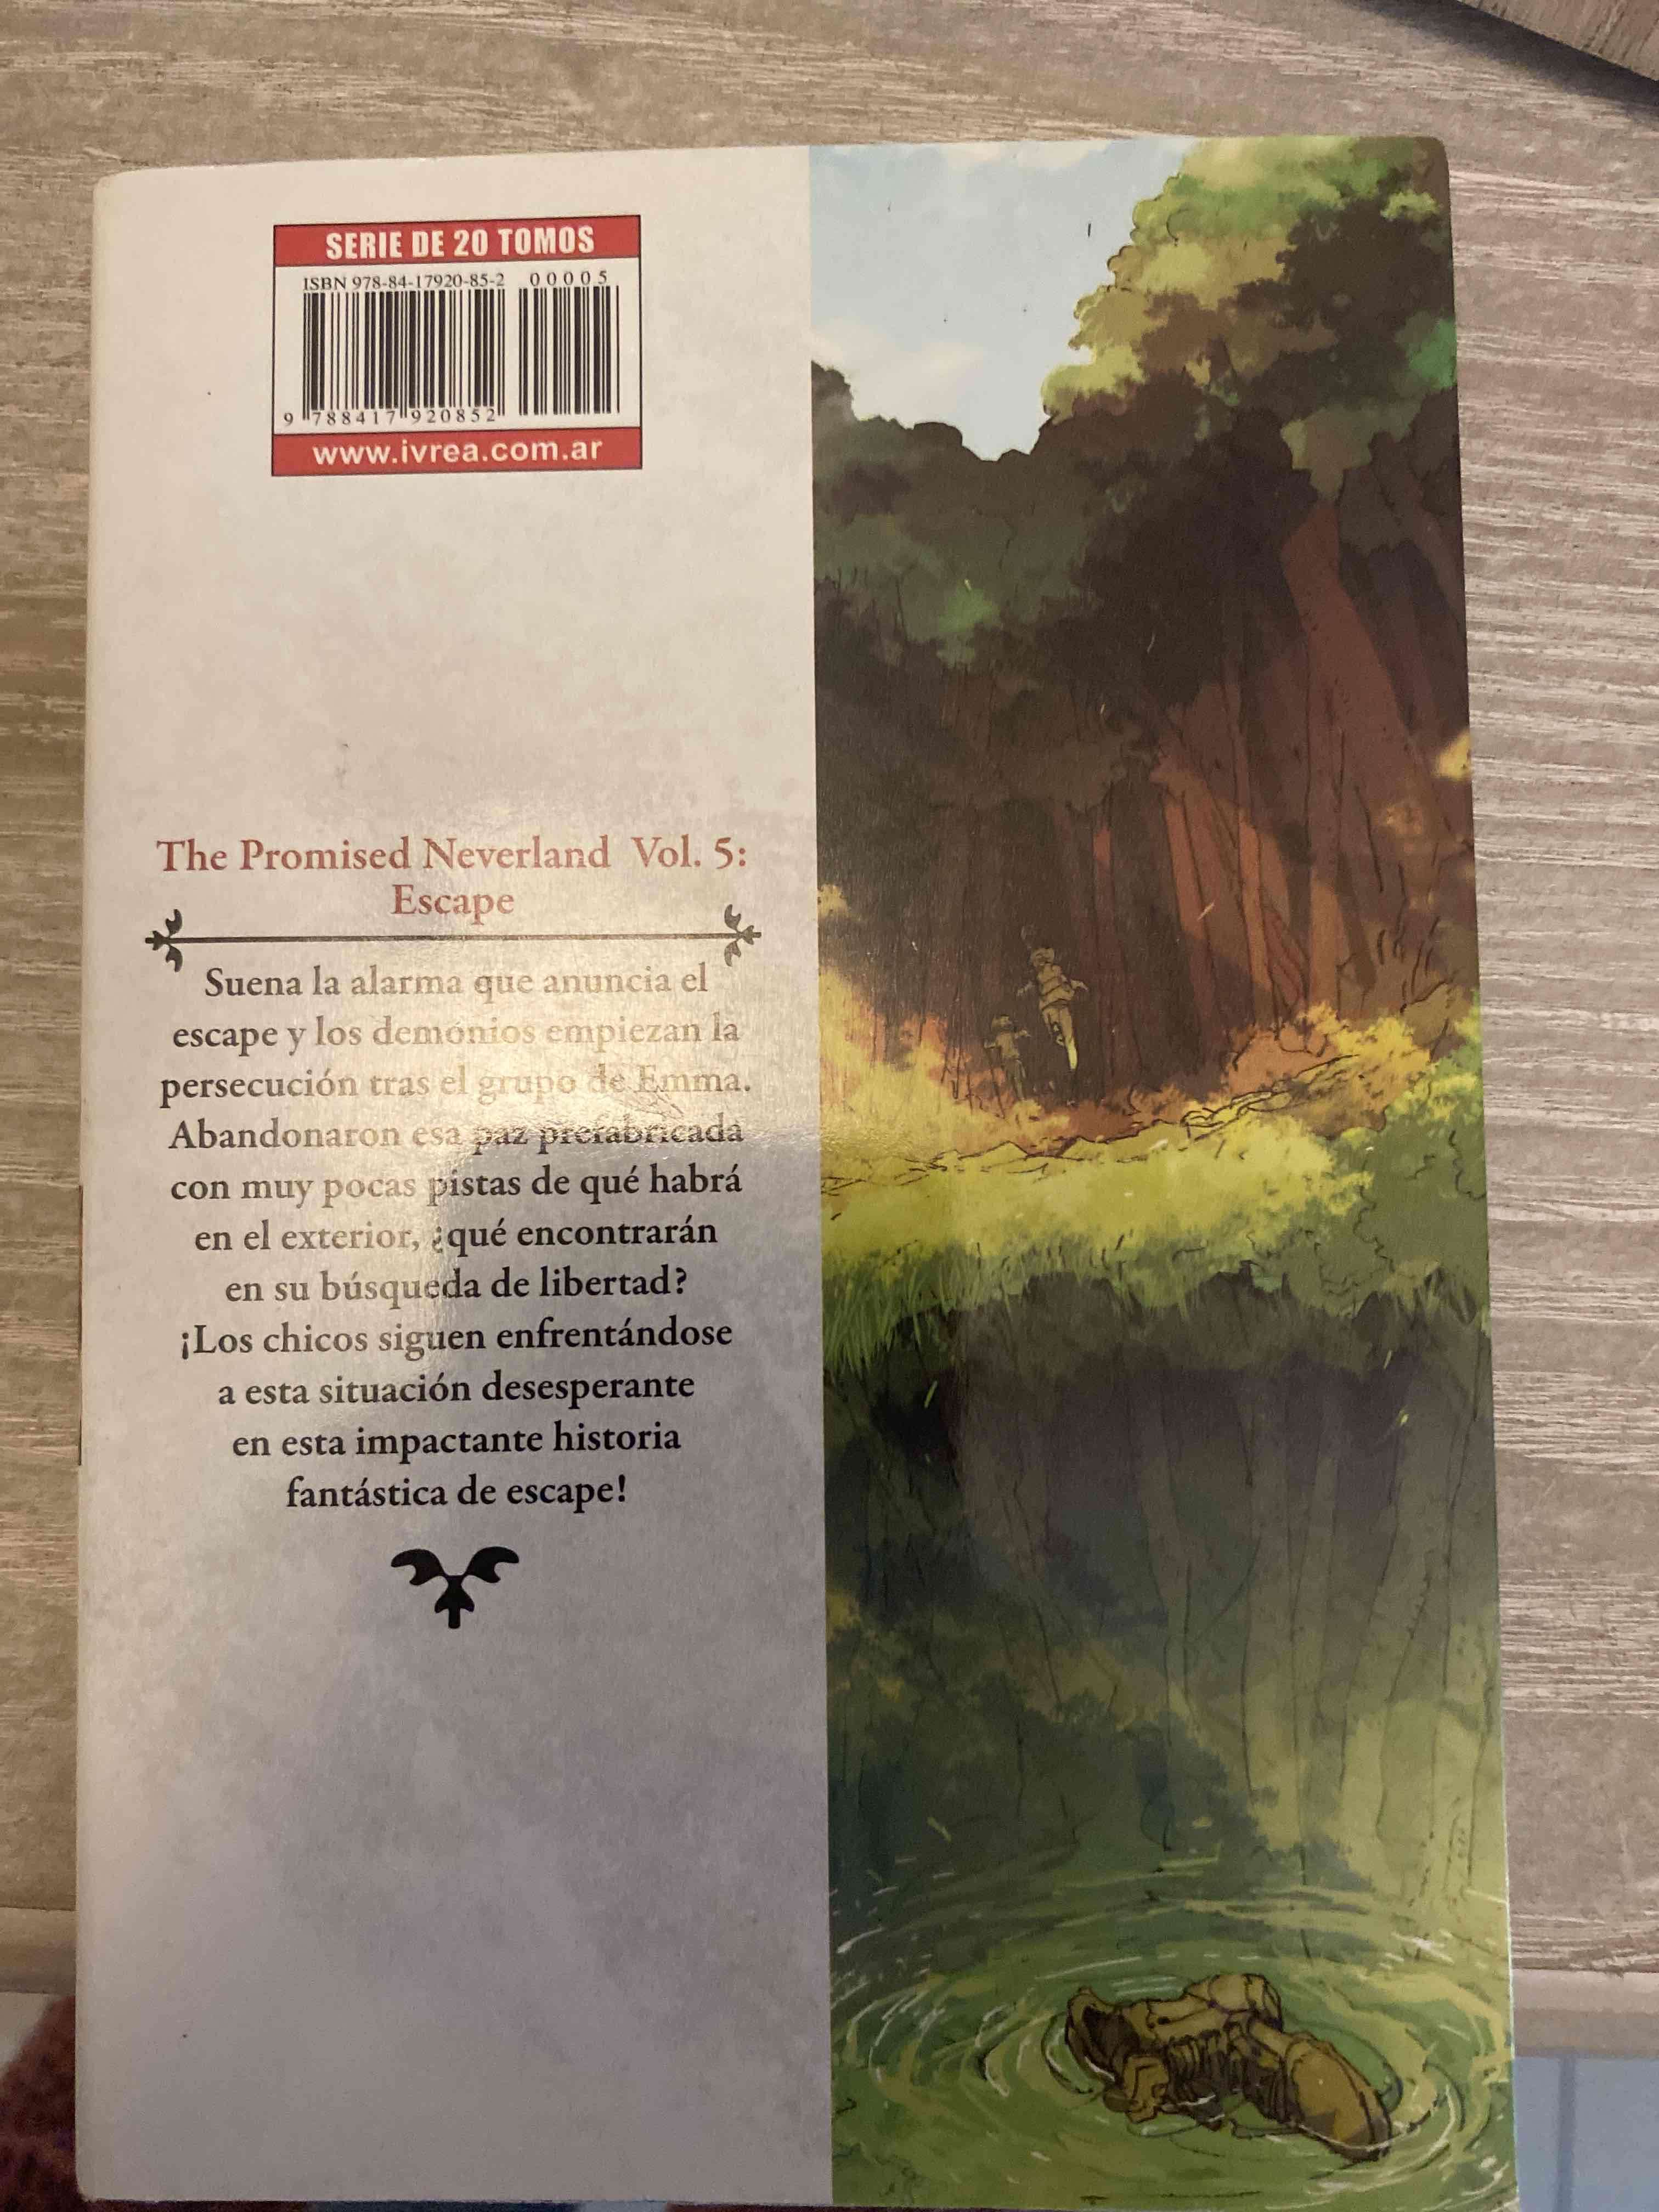 SERIE DE 20 TOMOS
ISBN 978-84-17920-85-2 00005
9 788417 920852
www.ivrea.com.ar
The Promised Neverland Vol. 5:
Escape
Suena la alarma que anuncia el
escape y los demonios empiezan la
persecución tras el grupo de Emma.
Abandonaron esa paz prefabricada
con muy pocas pistas de qué habrá
en el exterior, ¿qué encontrarán
en su búsqueda de libertad?
¡Los chicos siguen enfrentándose
a esta situación desesperante
en esta impactante historia
fantástica de escape!